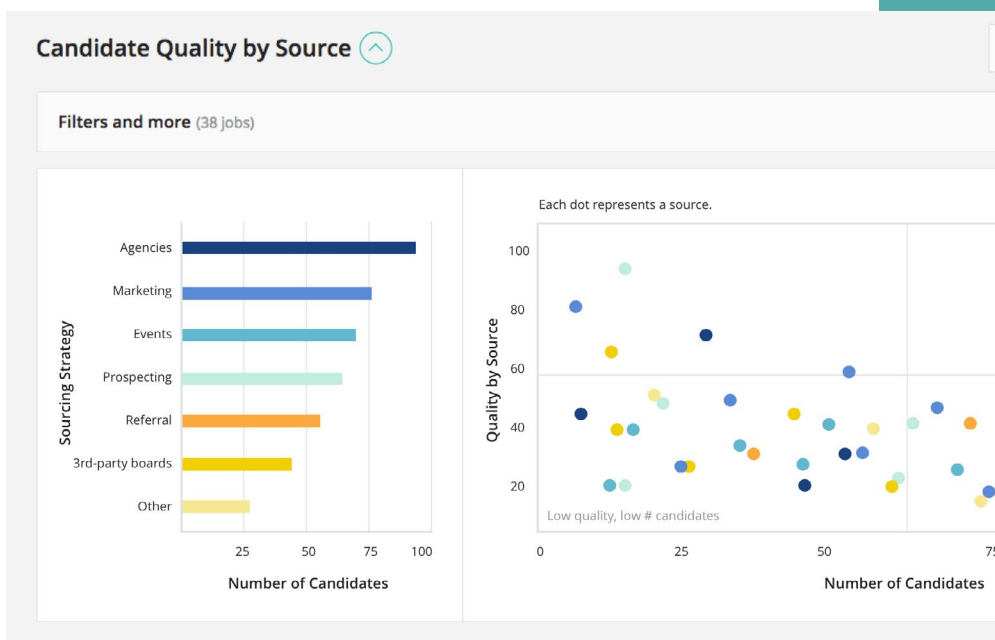 Candidate Quality by Source
Filters and more (38 jobs)
Sourcing Strategy
Agencies
Marketing
Events
Prospecting
Referral
3rd-party boards
Other
25 50 75 100
Number of Candidates
Each dot represents a source.
Quality by Source
100
80
60
40
20
Low quality, low # candidates
0 25 50 75
Number of Candidates